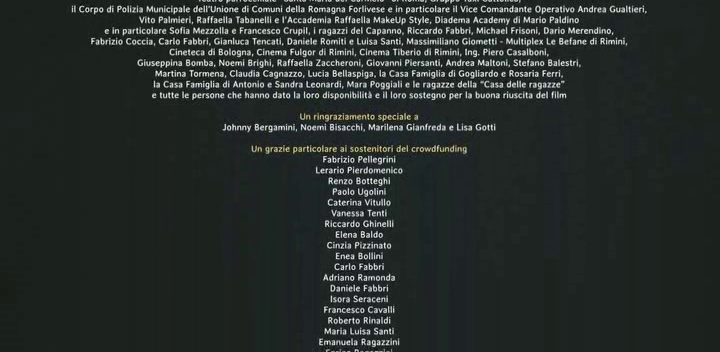 il Corpo di Polizia Municipale dell'Unione di Comuni della Romagna Forlivese e in particolare il Vice Comandante Operativo Andrea Gualtieri,
Vito Palmieri, Raffaella Tabanelli e l'Accademia Raffaella MakeUp Style, Diadema Academy di Mario Paldino
e in particolare Sofia Mezzolla e Francesco Crupil, i ragazzi del Capanno, Riccardo Fabbri, Michael Frisoni, Dario Merendino,
Fabrizio Coccia, Carlo Fabbri, Gianluca Tencati, Daniele Romiti e Luisa Santi, Massimiliano Giometti - Multiplex Le Befane di Rimini,
Cineteca di Bologna, Cinema Fulgor di Rimini, Cinema Tiberio di Rimini, Ing. Piero Casalboni,
Giuseppina Bomba, Noemi Brighi, Raffaella Zaccheroni, Giovanni Piersanti, Andrea Maltoni, Stefano Balestri,
Martina Tormena, Claudia Cagnazzo, Lucia Bellaspiga, la Casa Famiglia di Gogliardo e Rosaria Ferri,
la Casa Famiglia di Antonio e Sandra Leonardi, Mara Poggiali e le ragazze della "Casa delle ragazze"
e tutte le persone che hanno dato la loro disponibilità e il loro sostegno per la buona riuscita del film
Un ringraziamento speciale a
Johnny Bergamini, Noemi Bisacchi, Marilena Gianfreda e Lisa Gotti
Un grazie particolare ai sostenitori del crowdfunding
Fabrizio Pellegrini
Lerario Pierdomenico
Renzo Botteghi
Paolo Ugolini
Caterina Vitullo
Vanessa Tenti
Riccardo Ghinelli
Elena Baldo
Cinzia Pizzinato
Enea Bollini
Carlo Fabbri
Adriano Ramonda
Daniele Fabbri
Isora Seraceni
Francesco Cavalli
Roberto Rinaldi
Maria Luisa Santi
Emanuela Ragazzini